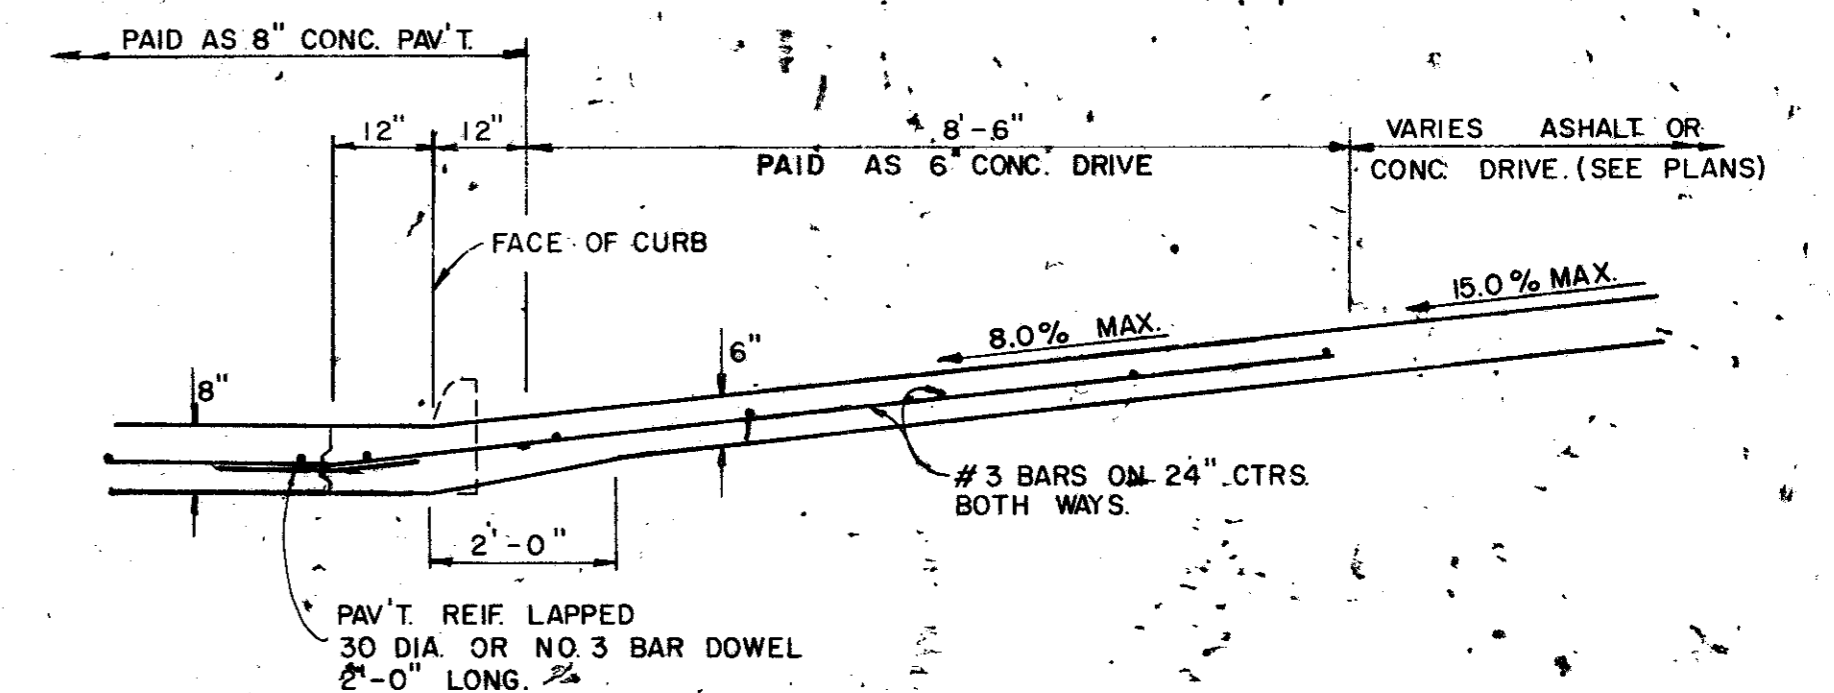 PAID AS 8" CONC. PAV'T.
12"
12"
8'-6"
PAID AS 6" CONC. DRIVE
VARIES ASHALT OR
CONC. DRIVE. (SEE PLANS)
FACE OF CURB
15.0% MAX.
8.0% MAX.
6"
8"
#3 BARS ON 24" CTRS.
BOTH WAYS.
2'-0"
PAV'T. REIF. LAPPED
30 DIA. OR NO. 3 BAR DOWEL
2'-0" LONG.